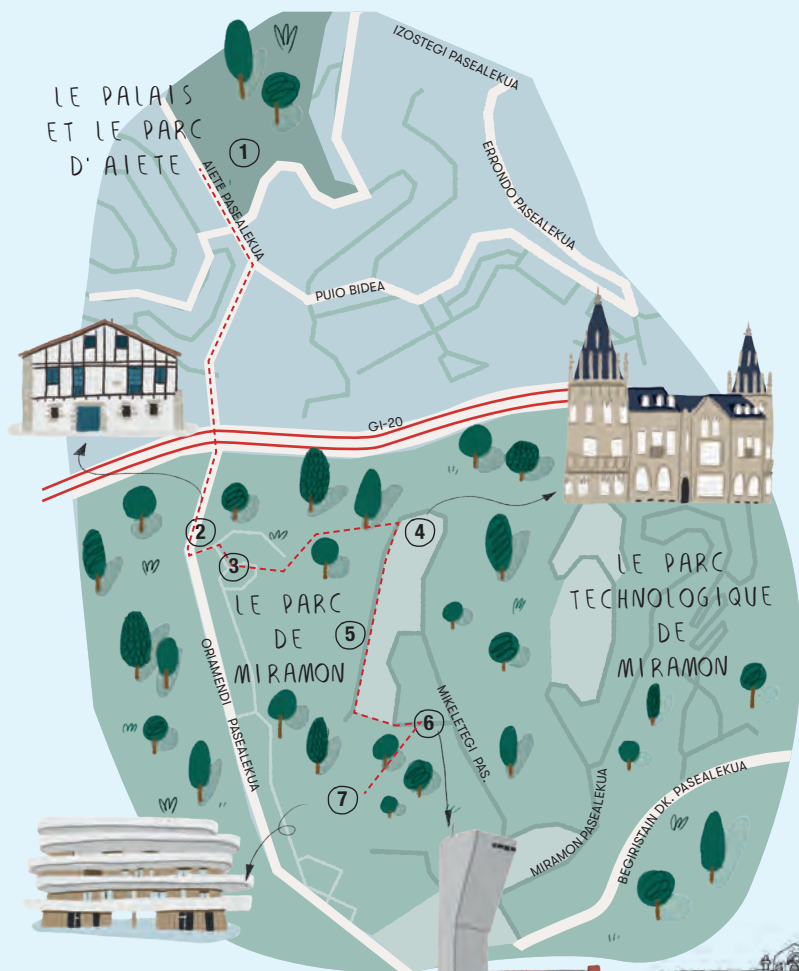 IZOSTEGI PASEALEKUA
LE PALAIS
ET LE PARC
D'AIETE
1
AIETE PASEALEKUA
ERRONDO PASEALEKUA
PUIO BIDEA
GI-20
2
3
4
5
6
7
LE PARC
DE
MIRAMON
LE PARC
TECHNOLOGIQUE
DE
MIRAMON
ORIAMENDI PASEALEKUA
MIKELETEGI PAS.
MIRAMON PASEALEKUA
BEGIRISTAIN DK. PASEALEKUA